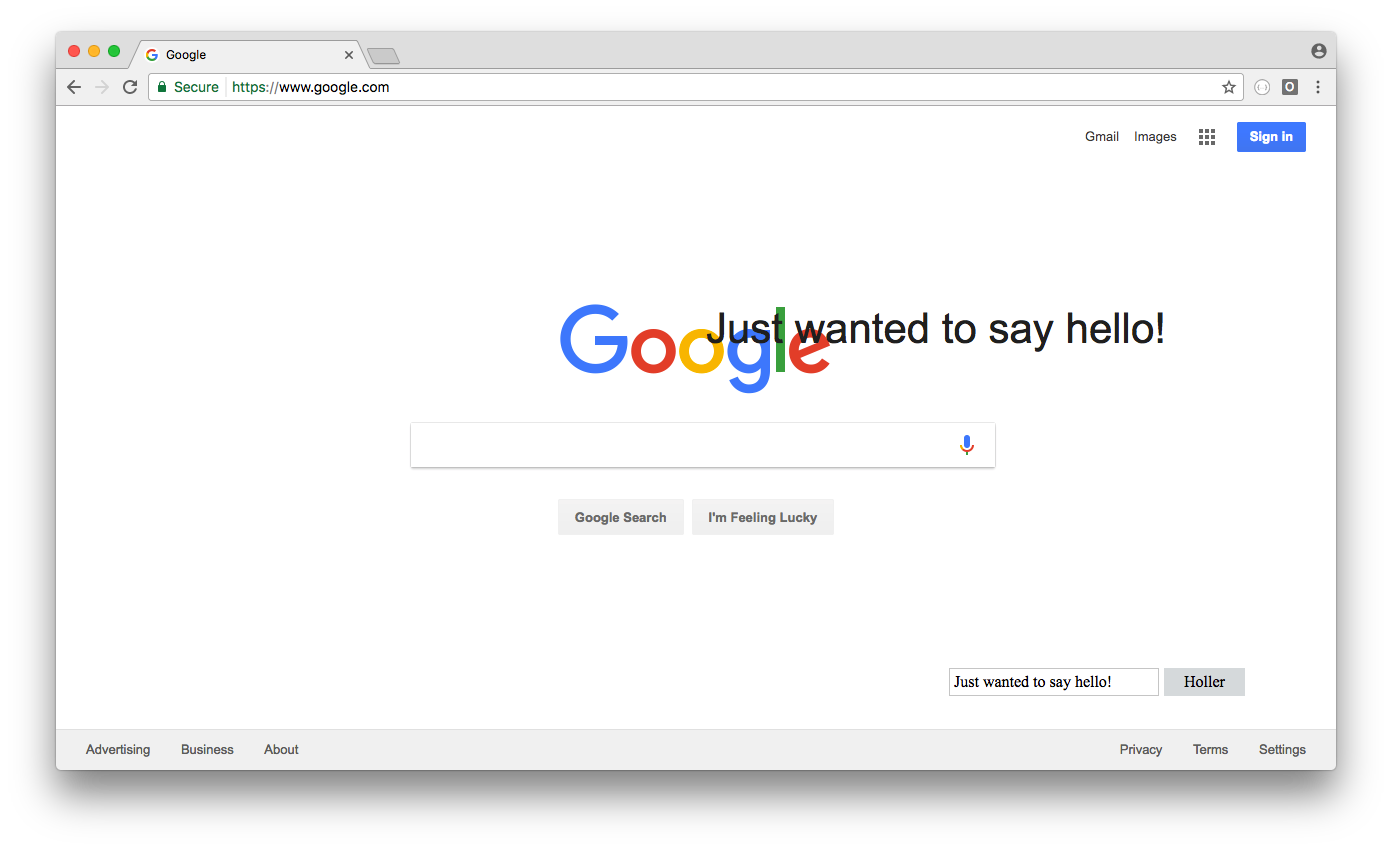 Google
Secure https://www.google.com O
Gmail Images Sign in
Google
Just wanted to say hello!
Google Search I'm Feeling Lucky
Just wanted to say hello! Holler
Advertising Business About Privacy Terms Settings